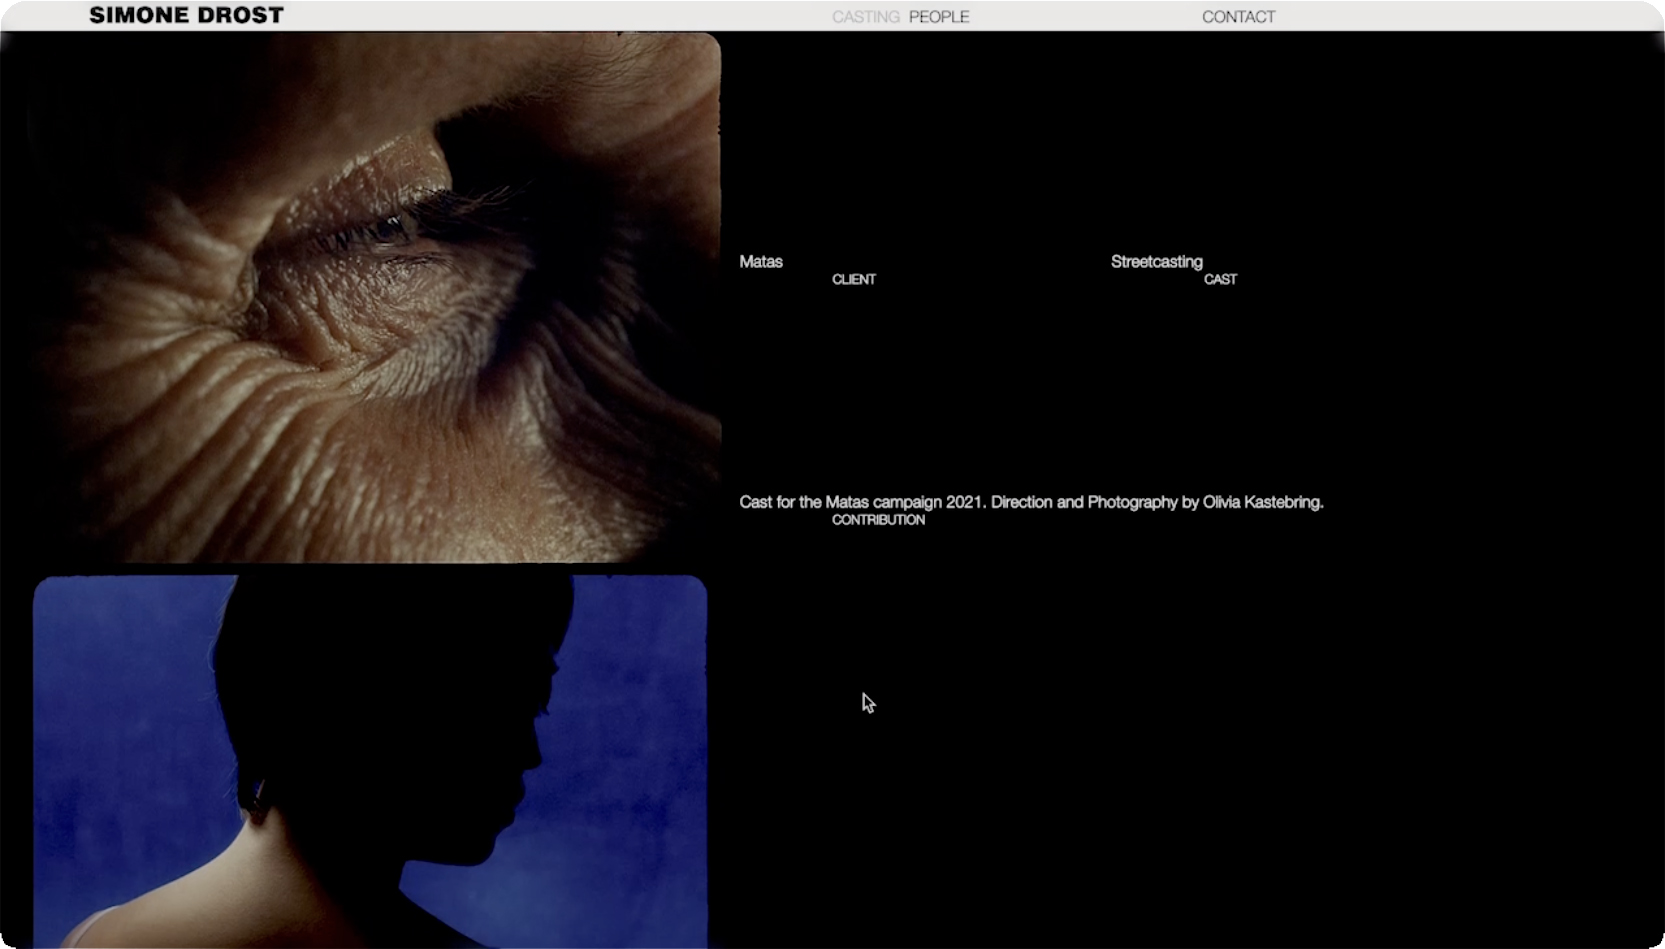 SIMONE DROST
CASTING PEOPLE
CONTACT
Matas
CLIENT
Streetcasting
CAST
Cast for the Matas campaign 2021. Direction and Photography by Olivia Kastebring.
CONTRIBUTION